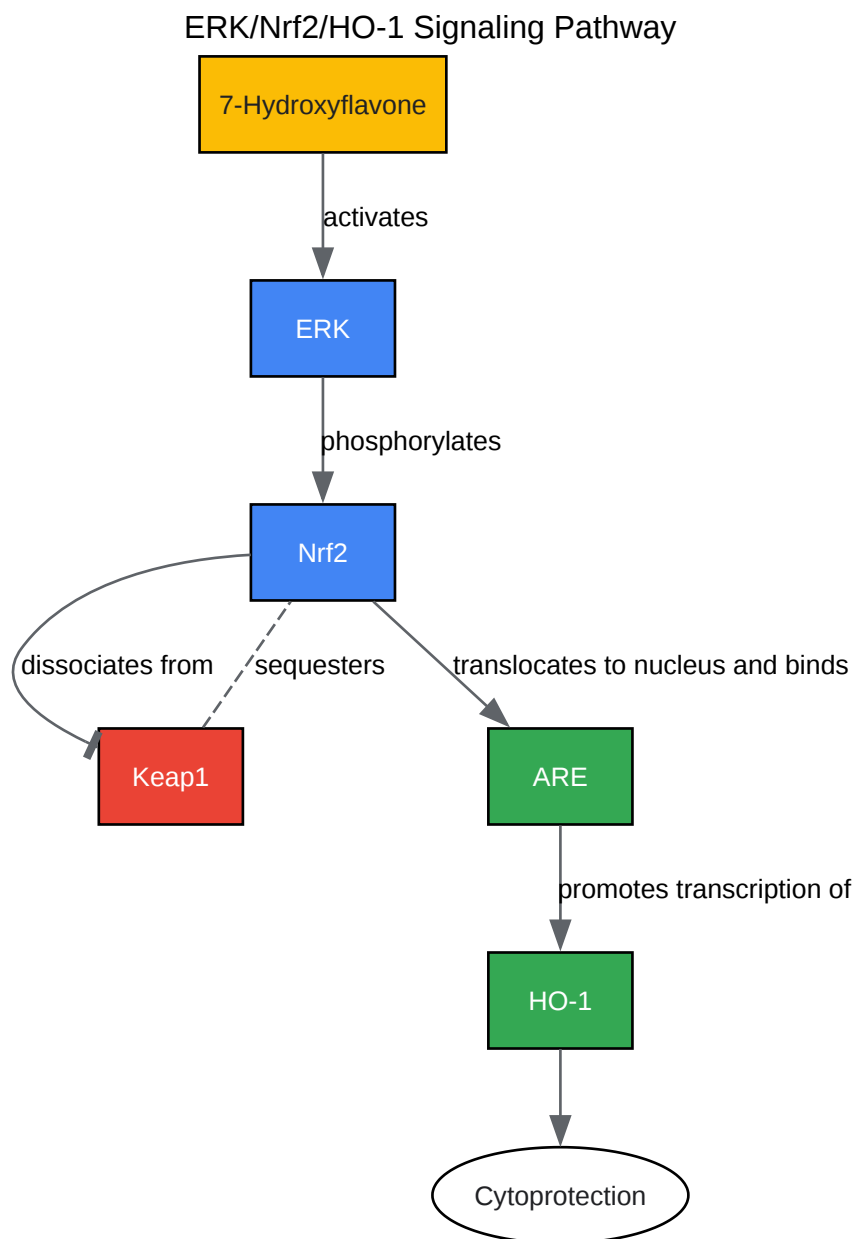 ERK/Nrf2/HO-1 Signaling Pathway
7-Hydroxyflavone
activates
ERK
phosphorylates
Nrf2
dissociates from
sequesters
translocates to nucleus and binds
Keap1
ARE
promotes transcription of
HO-1
Cytoprotection